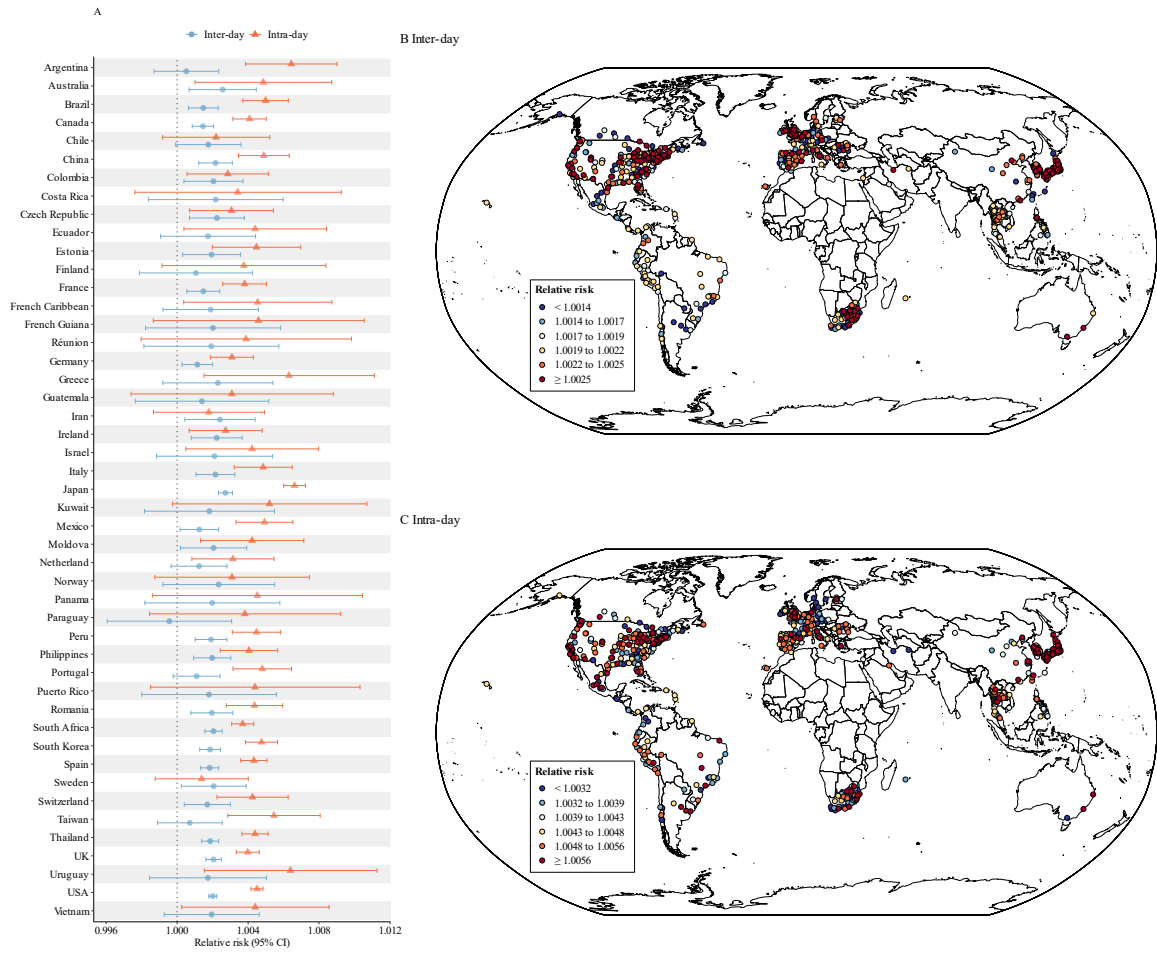 A
Inter-day Intra-day
Argentina
Australia
Brazil
Canada
Chile
China
Colombia
Costa Rica
Czech Republic
Ecuador
Estonia
Finland
France
French Caribbean
French Guiana
Réunion
Germany
Greece
Guatemala
Iran
Ireland
Israel
Italy
Japan
Kuwait
Mexico
Moldova
Netherland
Norway
Panama
Paraguay
Peru
Philippines
Portugal
Puerto Rico
Romania
South Africa
South Korea
Spain
Sweden
Switzerland
Taiwan
Thailand
UK
Uruguay
USA
Vietnam
0.996 1.000 1.004 1.008 1.012
Relative risk (95% CI)
B Inter-day
Relative risk
< 1.0014
1.0014 to 1.0017
1.0017 to 1.0019
1.0019 to 1.0022
1.0022 to 1.0025
≥ 1.0025
C Intra-day
Relative risk
< 1.0032
1.0032 to 1.0039
1.0039 to 1.0043
1.0043 to 1.0048
1.0048 to 1.0056
≥ 1.0056